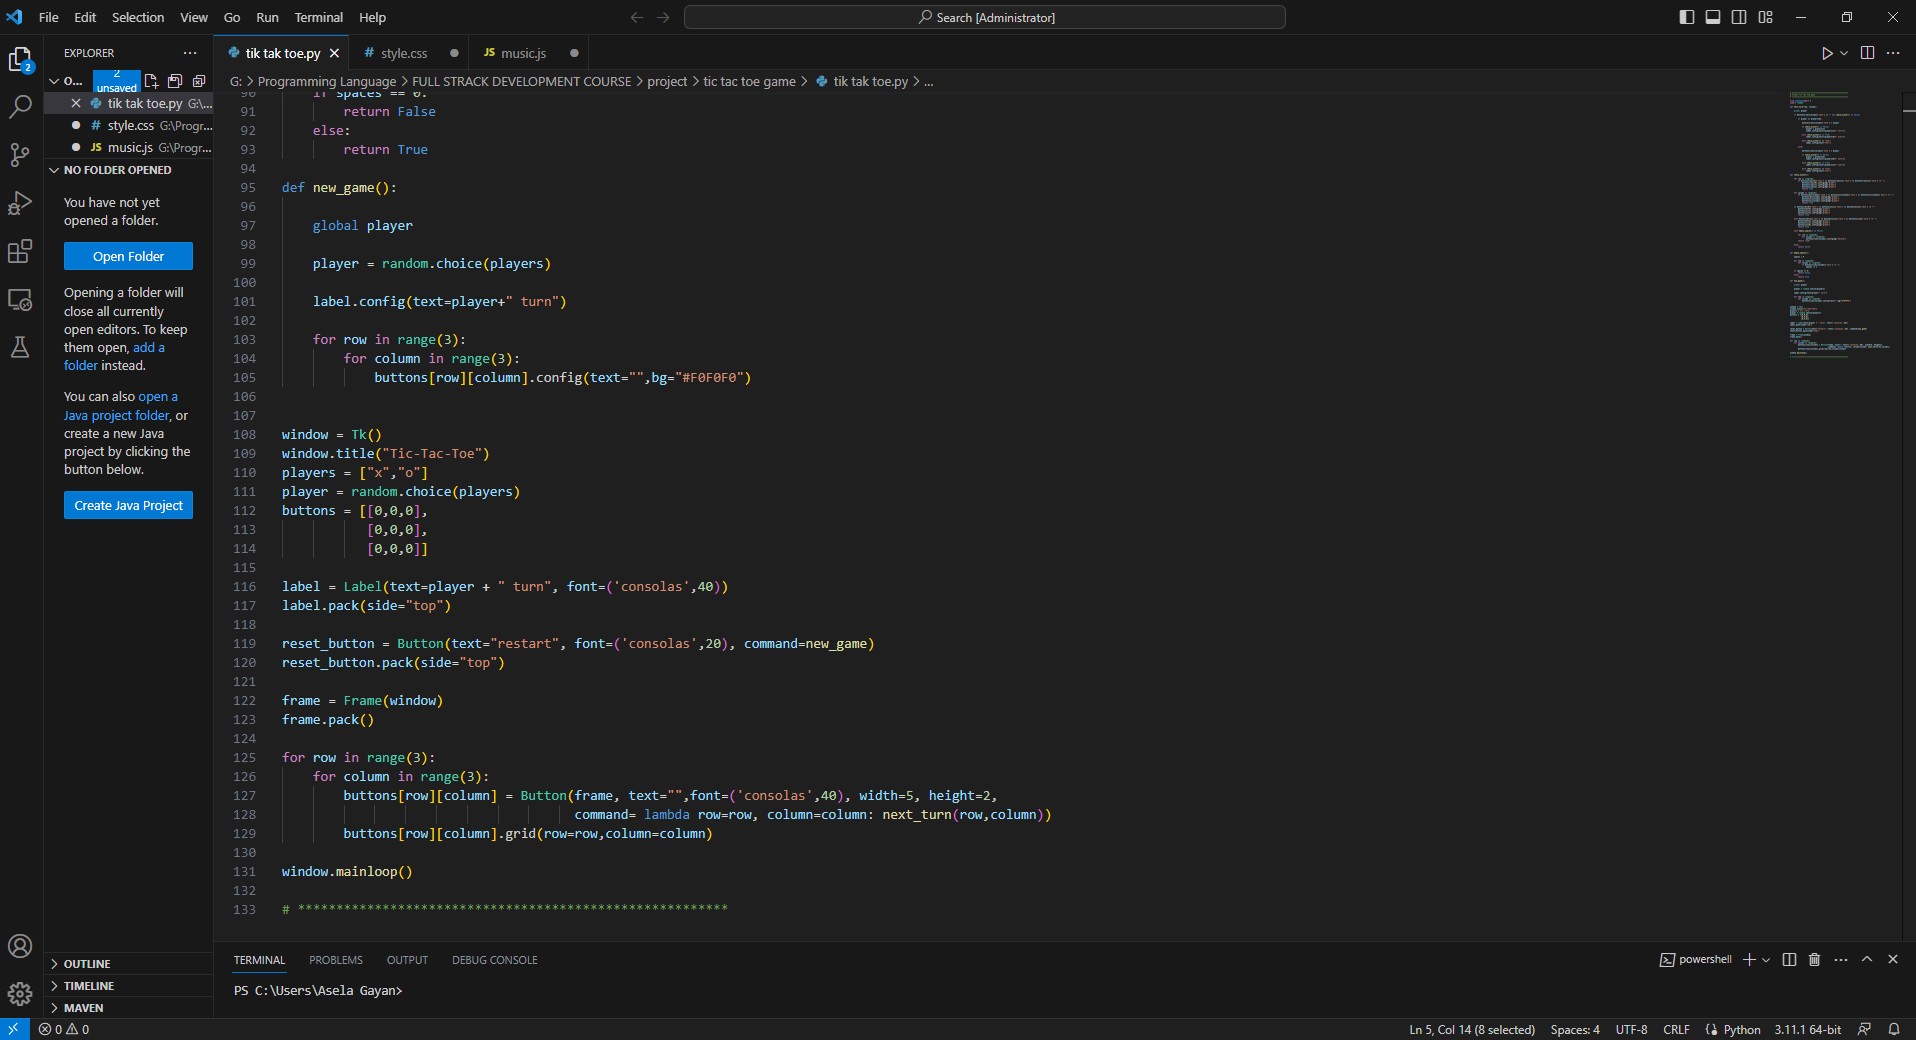 File Edit Selection View Go Run Terminal Help
Search [Administrator]
EXPLORER
2
O... 2 unsaved
tik tak toe.py G:\...
# style.css G:\Progr...
JS music.js G:\Progr...
NO FOLDER OPENED
You have not yet
opened a folder.
Open Folder
Opening a folder will
close all currently
open editors. To keep
them open, add a
folder instead.
You can also open a
Java project folder, or
create a new Java
project by clicking the
button below.
Create Java Project
OUTLINE
TIMELINE
MAVEN
tik tak toe.py # style.css JS music.js
G: > Programming Language > FULL STRACK DEVELOPMENT COURSE > project > tic tac toe game > tik tak toe.py > ...
90 if spaces == 0:
91 return False
92 else:
93 return True
94
95 def new_game():
96
97 global player
98
99 player = random.choice(players)
100
101 label.config(text=player+" turn")
102
103 for row in range(3):
104 for column in range(3):
105 buttons[row][column].config(text="",bg="#F0F0F0")
106
107
108 window = Tk()
109 window.title("Tic-Tac-Toe")
110 players = ["x","o"]
111 player = random.choice(players)
112 buttons = [[0,0,0],
113 [0,0,0],
114 [0,0,0]]
115
116 label = Label(text=player + " turn", font=('consolas',40))
117 label.pack(side="top")
118
119 reset_button = Button(text="restart", font=('consolas',20), command=new_game)
120 reset_button.pack(side="top")
121
122 frame = Frame(window)
123 frame.pack()
124
125 for row in range(3):
126 for column in range(3):
127 buttons[row][column] = Button(frame, text="",font=('consolas',40), width=5, height=2,
128 command= lambda row=row, column=column: next_turn(row,column))
129 buttons[row][column].grid(row=row,column=column)
130
131 window.mainloop()
132
133 # ********************************************************
TERMINAL PROBLEMS OUTPUT DEBUG CONSOLE
powershell
PS C:\Users\Asela Gayan>
0 0
Ln 5, Col 14 (8 selected) Spaces: 4 UTF-8 CRLF Python 3.11.1 64-bit